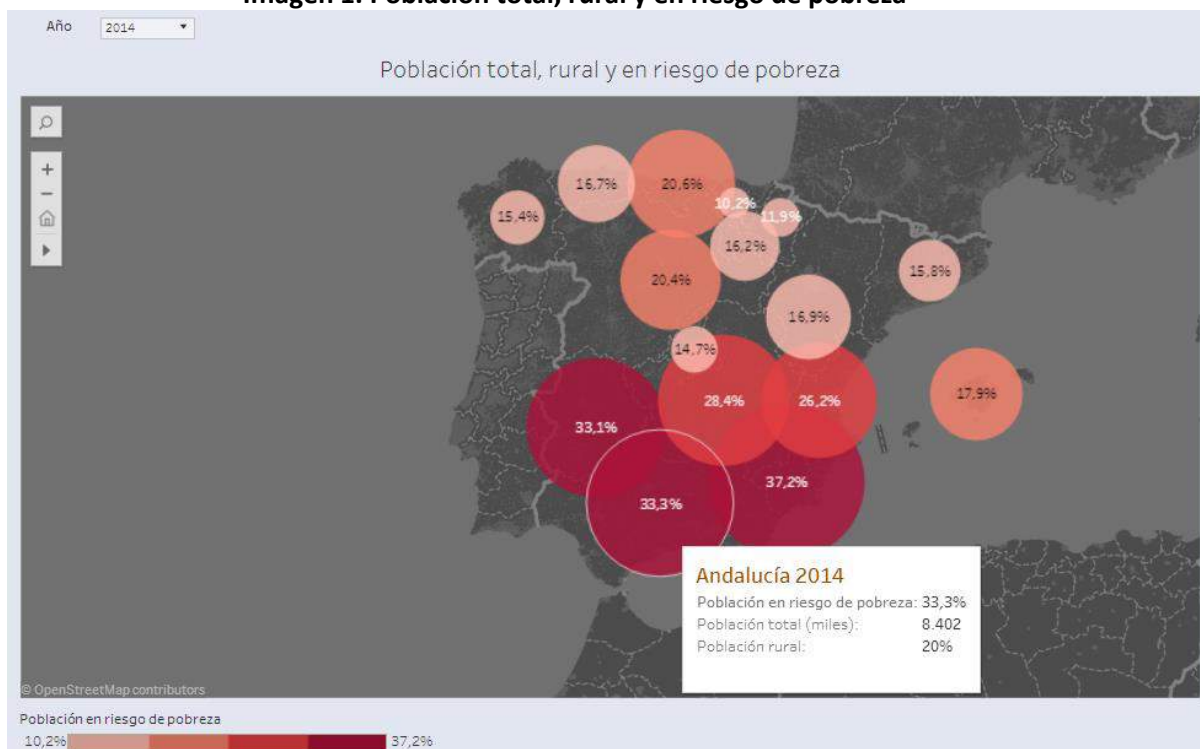 Año 2014
Población total, rural y en riesgo de pobreza
16,7%
20,6%
10,2%
11,9%
15,4%
16,2%
15,8%
20,4%
16,9%
14,7%
28,4%
26,2%
17,9%
33,1%
37,2%
33,3%
Andalucía 2014
Población en riesgo de pobreza: 33,3%
Población total (miles): 8.402
Población rural: 20%
© OpenStreetMap contributors
Población en riesgo de pobreza
10,2% 37,2%